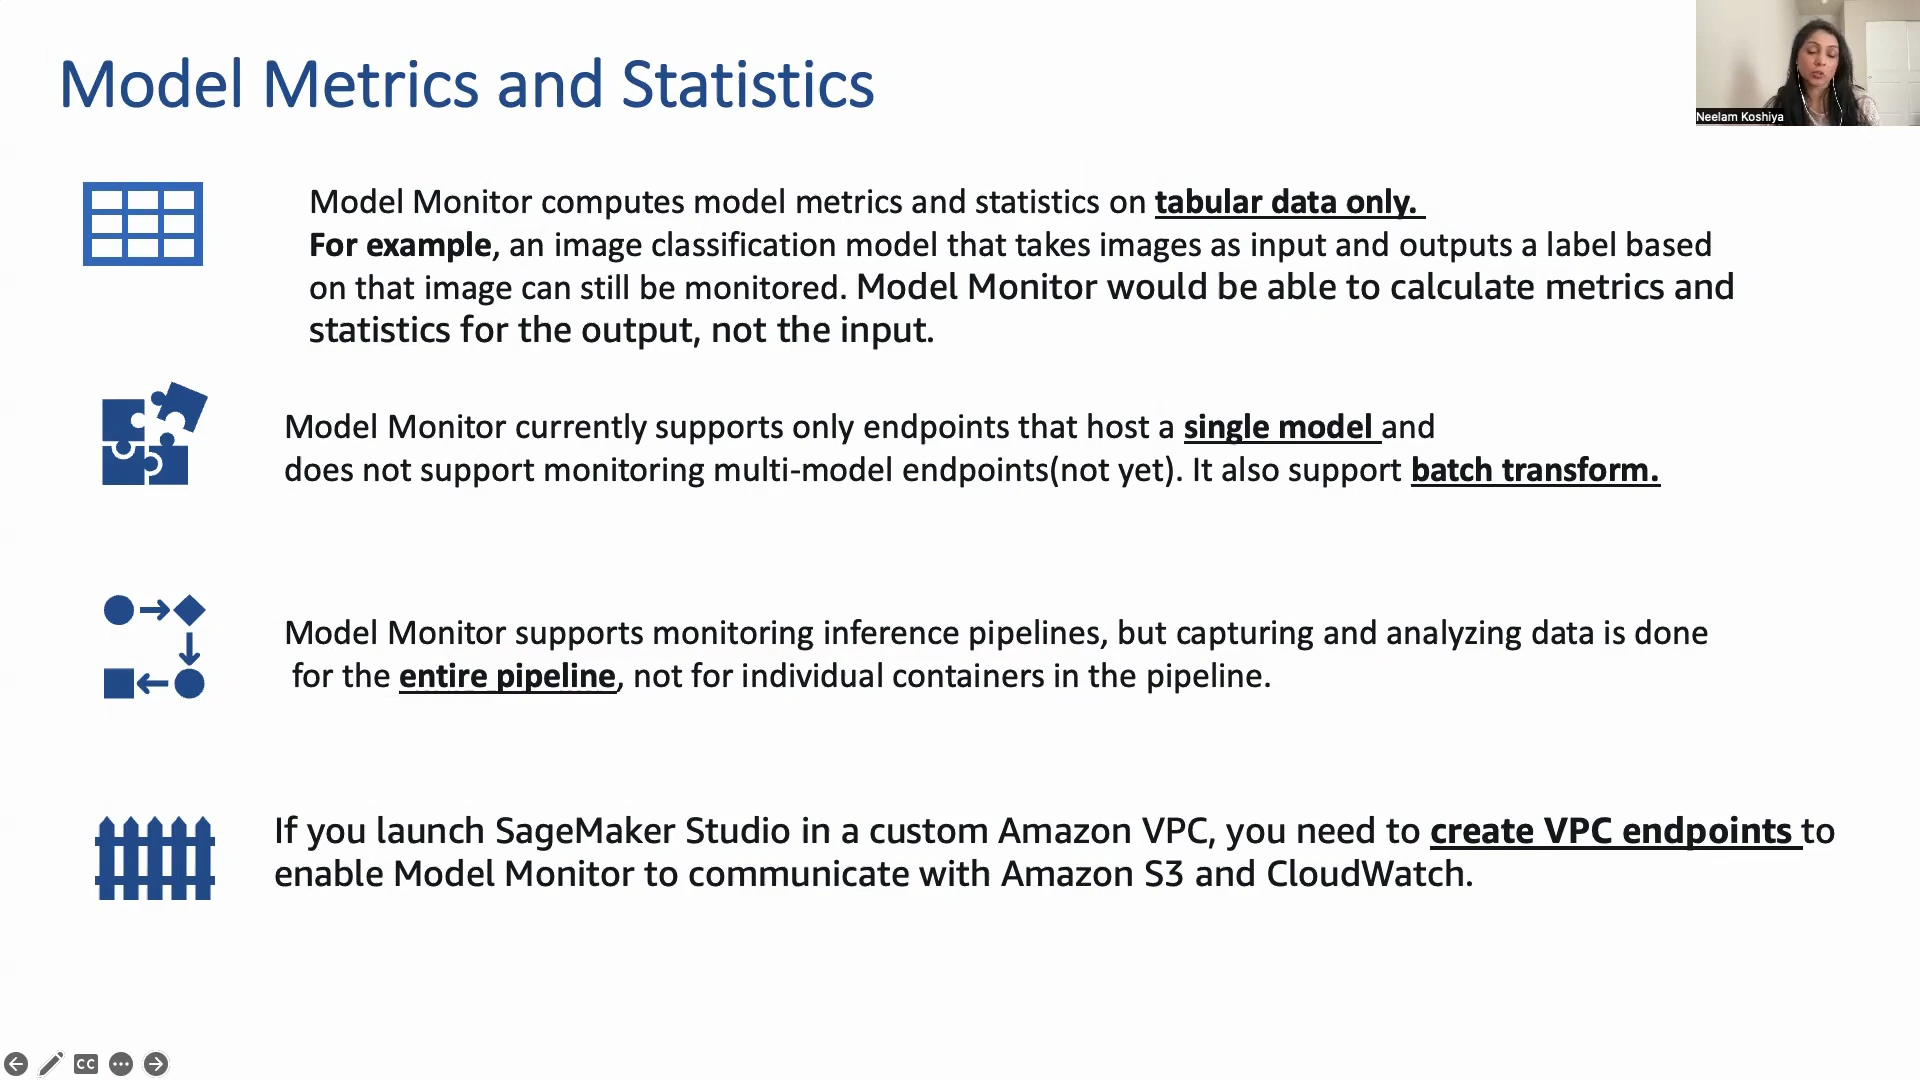 Model Metrics and Statistics
Neelam Koshiya
Model Monitor computes model metrics and statistics on tabular data only.
For example, an image classification model that takes images as input and outputs a label based
on that image can still be monitored. Model Monitor would be able to calculate metrics and
statistics for the output, not the input.
Model Monitor currently supports only endpoints that host a single model and
does not support monitoring multi-model endpoints(not yet). It also support batch transform.
Model Monitor supports monitoring inference pipelines, but capturing and analyzing data is done
for the entire pipeline, not for individual containers in the pipeline.
If you launch SageMaker Studio in a custom Amazon VPC, you need to create VPC endpoints to
enable Model Monitor to communicate with Amazon S3 and CloudWatch.
CC